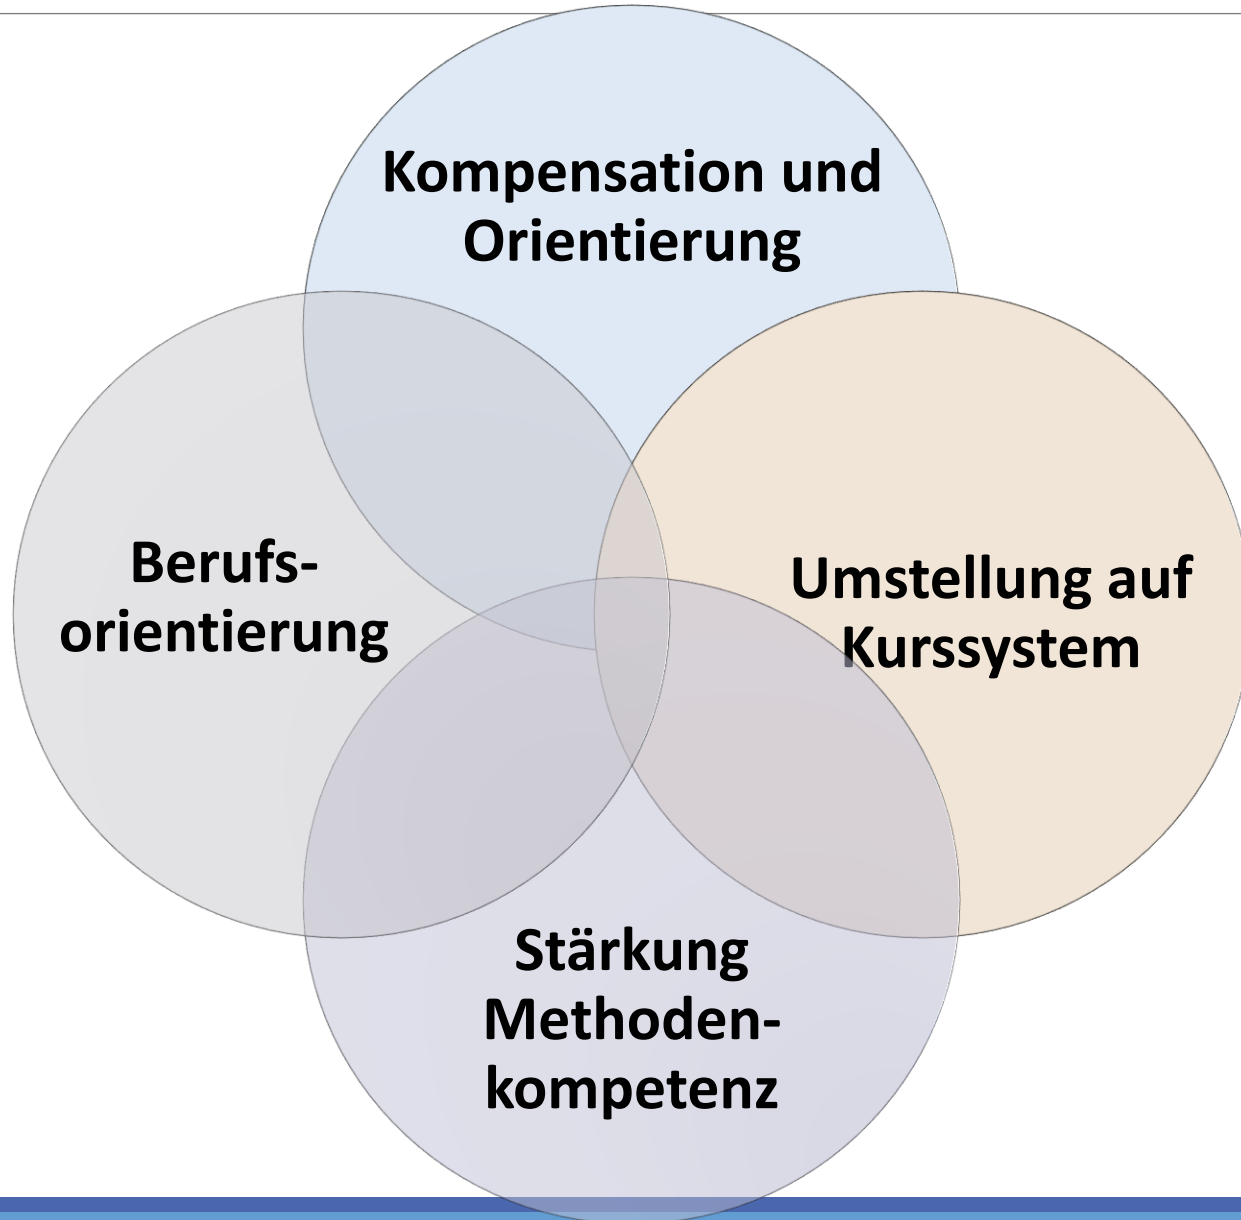 Kompensation und
Orientierung
Berufs-
orientierung
Umstellung auf
Kurssystem
Stärkung
Methoden-
kompetenz